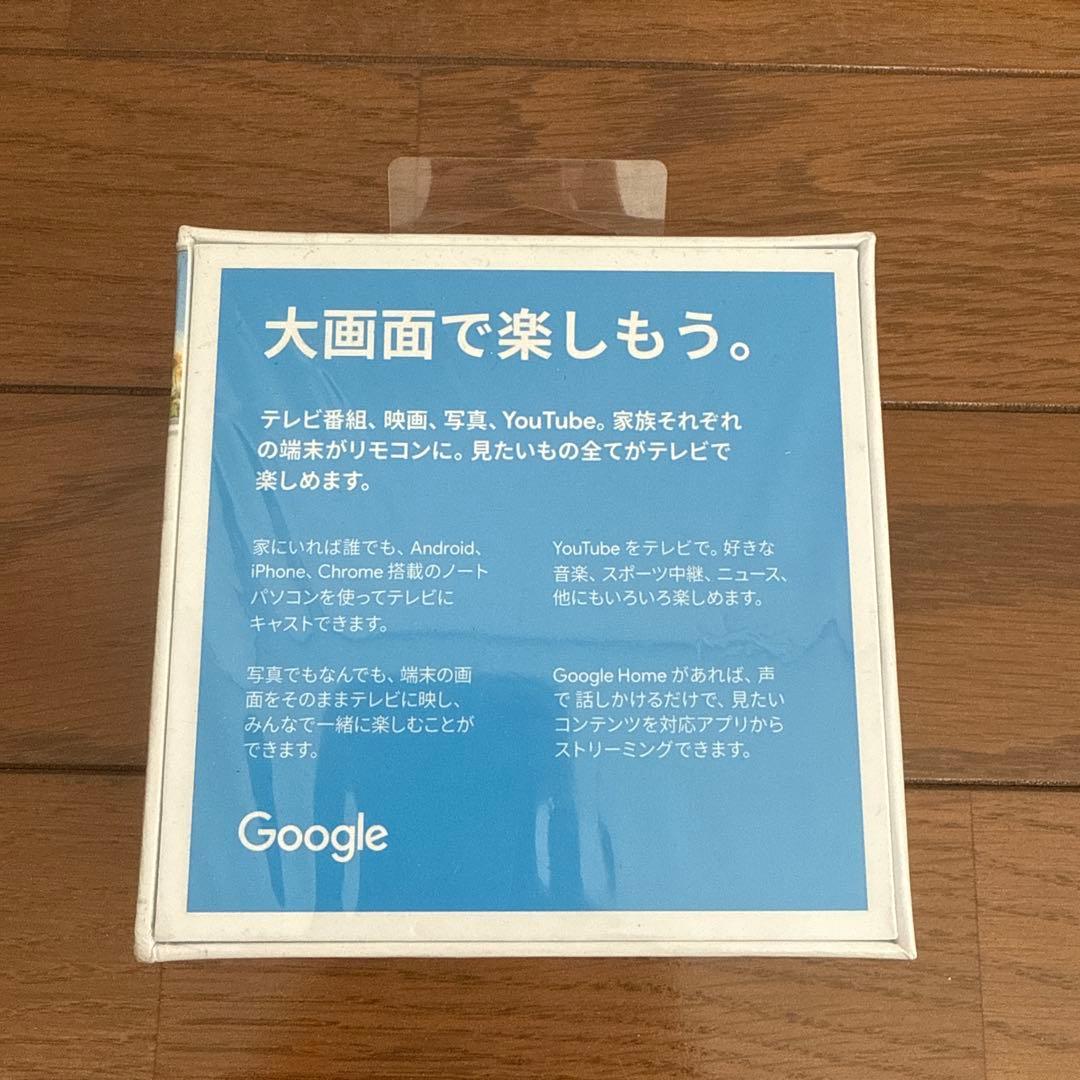 大画面で楽しもう。
テレビ番組、映画、写真、YouTube。家族それぞれ
の端末がリモコンに。見たいもの全てがテレビで
楽しめます。
家にいれば誰でも、Android、
iPhone、Chrome 搭載のノート
パソコンを使ってテレビに
キャストできます。
YouTube をテレビで。好きな
音楽、スポーツ中継、ニュース、
他にもいろいろ楽しめます。
写真でもなんでも、端末の画
面をそのままテレビに映し、
みんなで一緒に楽しむことが
できます。
Google Home があれば、声
で 話しかけるだけで、見たい
コンテンツを対応アプリから
ストリーミングできます。
Google